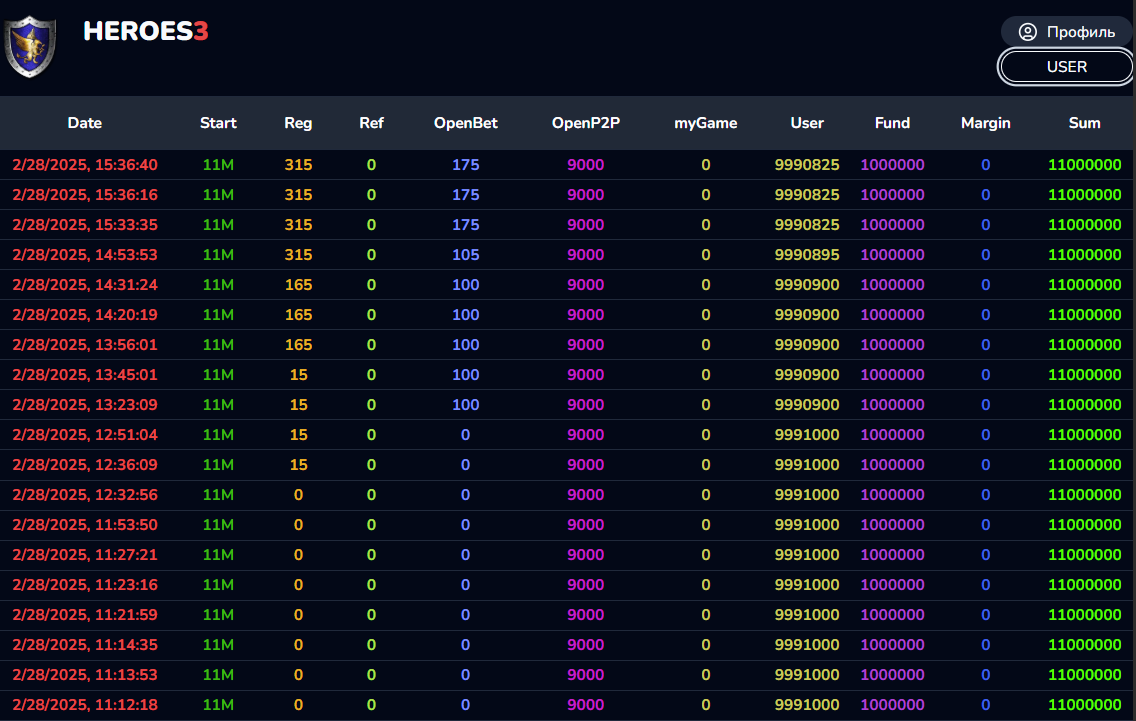 HEROES3
Профиль
USER
Date Start Reg Ref OpenBet OpenP2P myGame User Fund Margin Sum
2/28/2025, 15:36:40 11M 315 0 175 9000 0 9990825 1000000 0 11000000
2/28/2025, 15:36:16 11M 315 0 175 9000 0 9990825 1000000 0 11000000
2/28/2025, 15:33:35 11M 315 0 175 9000 0 9990825 1000000 0 11000000
2/28/2025, 14:53:53 11M 315 0 105 9000 0 9990895 1000000 0 11000000
2/28/2025, 14:31:24 11M 165 0 100 9000 0 9990900 1000000 0 11000000
2/28/2025, 14:20:19 11M 165 0 100 9000 0 9990900 1000000 0 11000000
2/28/2025, 13:56:01 11M 165 0 100 9000 0 9990900 1000000 0 11000000
2/28/2025, 13:45:01 11M 15 0 100 9000 0 9990900 1000000 0 11000000
2/28/2025, 13:23:09 11M 15 0 100 9000 0 9990900 1000000 0 11000000
2/28/2025, 12:51:04 11M 15 0 0 9000 0 9991000 1000000 0 11000000
2/28/2025, 12:36:09 11M 15 0 0 9000 0 9991000 1000000 0 11000000
2/28/2025, 12:32:56 11M 0 0 0 9000 0 9991000 1000000 0 11000000
2/28/2025, 11:53:50 11M 0 0 0 9000 0 9991000 1000000 0 11000000
2/28/2025, 11:27:21 11M 0 0 0 9000 0 9991000 1000000 0 11000000
2/28/2025, 11:23:16 11M 0 0 0 9000 0 9991000 1000000 0 11000000
2/28/2025, 11:21:59 11M 0 0 0 9000 0 9991000 1000000 0 11000000
2/28/2025, 11:14:35 11M 0 0 0 9000 0 9991000 1000000 0 11000000
2/28/2025, 11:13:53 11M 0 0 0 9000 0 9991000 1000000 0 11000000
2/28/2025, 11:12:18 11M 0 0 0 9000 0 9991000 1000000 0 11000000